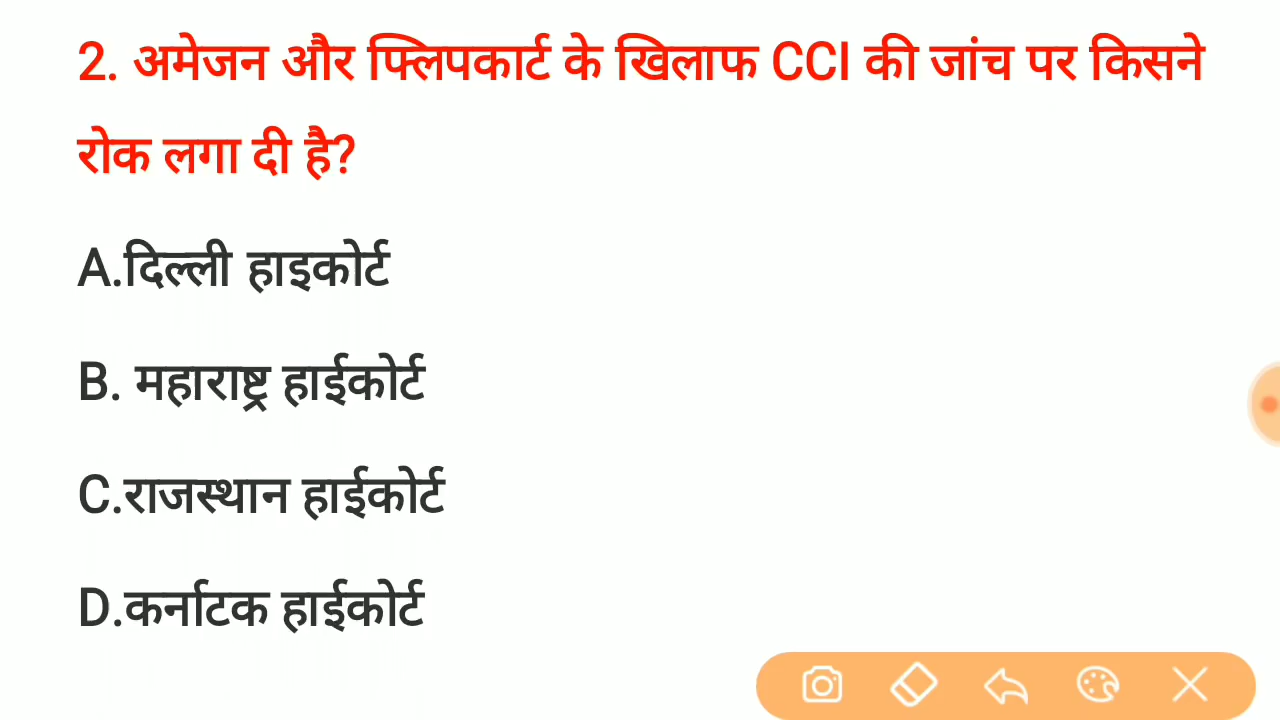 2. अमेजन और फ्लिपकार्ट के खिलाफ CCI की जांच पर किसने
रोक लगा दी है?
A.दिल्ली हाइकोर्ट
B. महाराष्ट्र हाईकोर्ट
C.राजस्थान हाईकोर्ट
D.कर्नाटक हाईकोर्ट